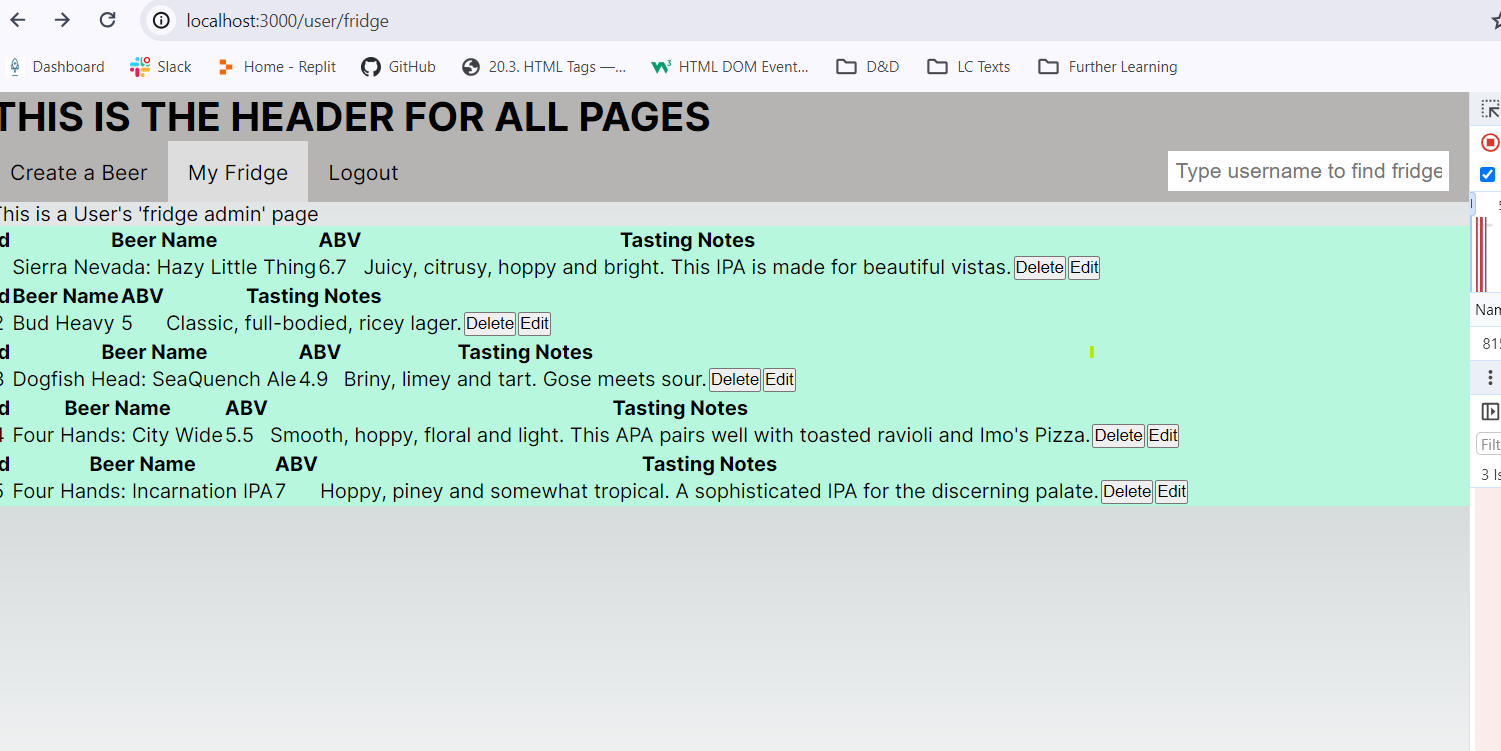 localhost:3000/user/fridge
Dashboard Slack Home - Replit GitHub 20.3. HTML Tags —... HTML DOM Event... D&D LC Texts Further Learning
THIS IS THE HEADER FOR ALL PAGES
Create a Beer My Fridge Logout Type username to find fridge
This is a User's 'fridge admin' page
d Beer Name ABV Tasting Notes
Sierra Nevada: Hazy Little Thing 6.7 Juicy, citrusy, hoppy and bright. This IPA is made for beautiful vistas. Delete Edit
d Beer Name ABV Tasting Notes
2 Bud Heavy 5 Classic, full-bodied, ricey lager. Delete Edit
d Beer Name ABV Tasting Notes
3 Dogfish Head: SeaQuench Ale 4.9 Briny, limey and tart. Gose meets sour. Delete Edit
d Beer Name ABV Tasting Notes
4 Four Hands: City Wide 5.5 Smooth, hoppy, floral and light. This APA pairs well with toasted ravioli and Imo's Pizza. Delete Edit
d Beer Name ABV Tasting Notes
5 Four Hands: Incarnation IPA 7 Hoppy, piney and somewhat tropical. A sophisticated IPA for the discerning palate. Delete Edit
Nam
815
Filt
3 Is